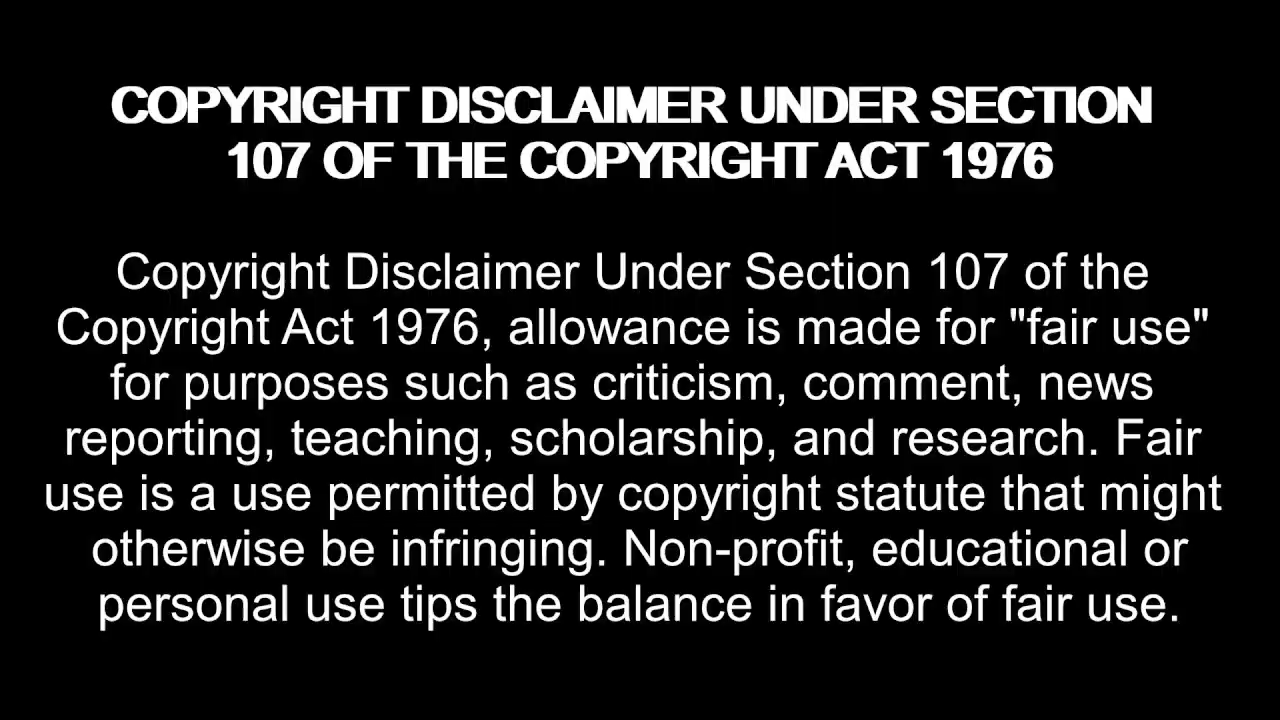 COPYRIGHT DISCLAIMER UNDER SECTION
107 OF THE COPYRIGHT ACT 1976
Copyright Disclaimer Under Section 107 of the
Copyright Act 1976, allowance is made for "fair use"
for purposes such as criticism, comment, news
reporting, teaching, scholarship, and research. Fair
use is a use permitted by copyright statute that might
otherwise be infringing. Non-profit, educational or
personal use tips the balance in favor of fair use.